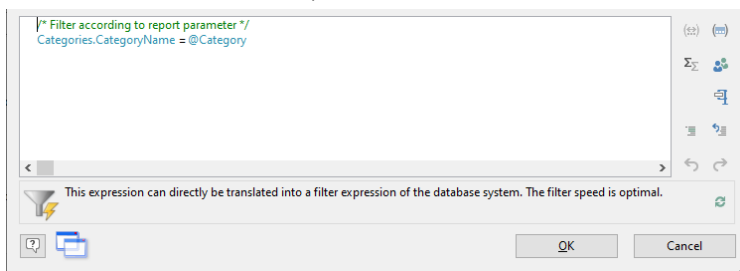 /* Filter according to report parameter */
Categories.CategoryName = @Category
This expression can directly be translated into a filter expression of the database system. The filter speed is optimal.
OK
Cancel